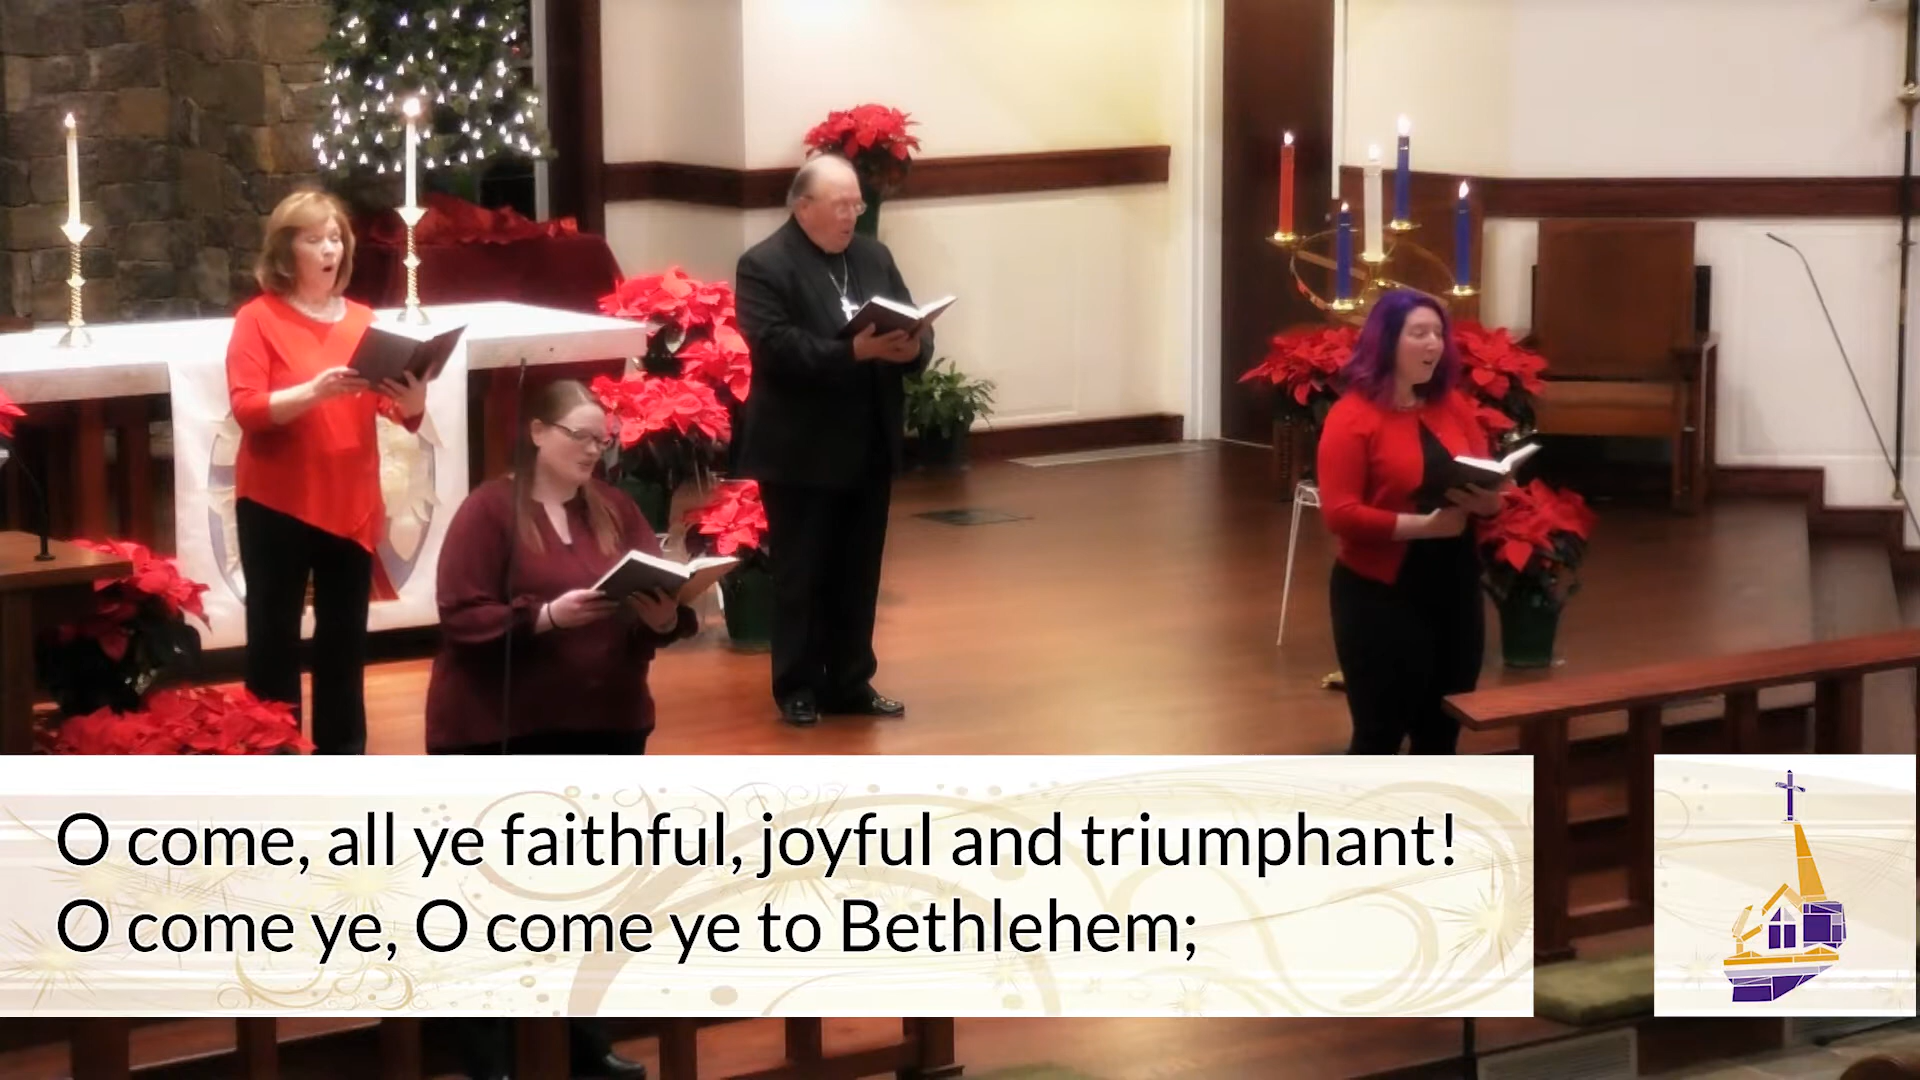 O come, all ye faithful, joyful and triumphant!
O come ye, O come ye to Bethlehem;